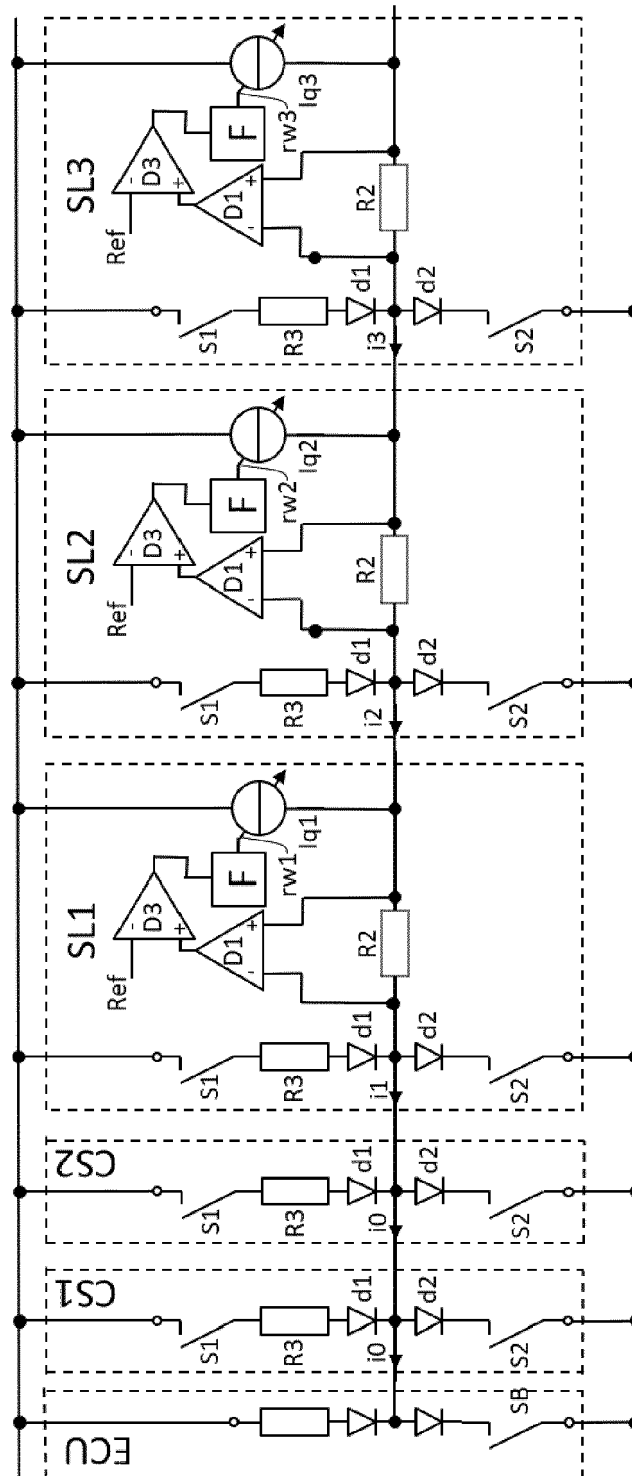 ECU
SB
CS1
S1
R3
d1
i0
d2
S2
CS2
S1
R3
d1
i0
d2
S2
SL1
Ref
D3
-
+
D1
-
+
F
rw1
Iq1
R2
S1
R3
d1
i1
d2
S2
SL2
Ref
D3
-
+
D1
-
+
F
rw2
Iq2
R2
S1
R3
d1
i2
d2
S2
SL3
Ref
D3
-
+
D1
-
+
F
rw3
Iq3
R2
S1
R3
d1
i3
d2
S2